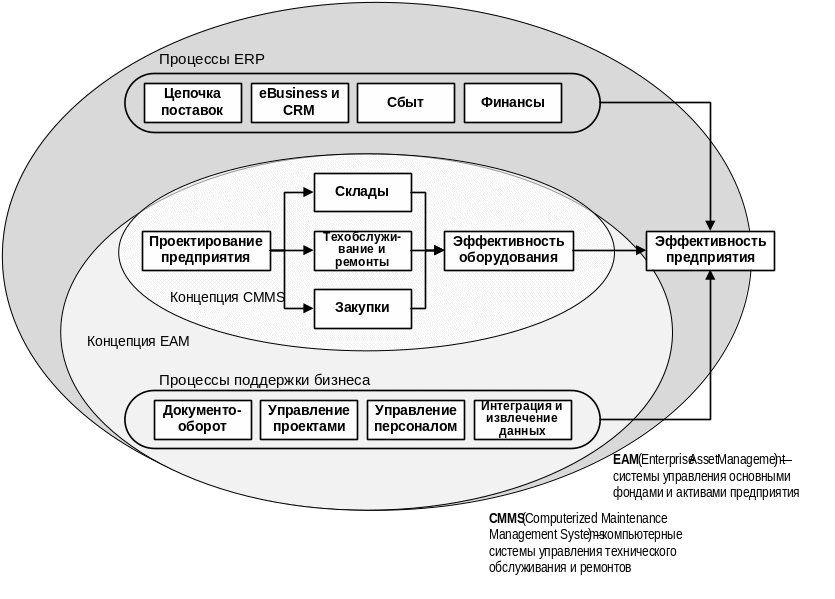 Процессы ERP
Цепочка
поставок
eBusiness и
CRM
Сбыт
Финансы
Склады
Проектирование
предприятия
Техобслужи-
вание и
ремонты
Эффективность
оборудования
Эффективность
предприятия
Концепция CMMS
Закупки
Концепция EAM
Процессы поддержки бизнеса
Документо-
оборот
Управление
проектами
Управление
персоналом
Интеграция и
извлечение
данных
EAM (Enterprise Asset Management) —
системы управления основными
фондами и активами предприятия
CMMS (Computerized Maintenance
Management Systems) – компьютерные
системы управления технического
обслуживания и ремонтов